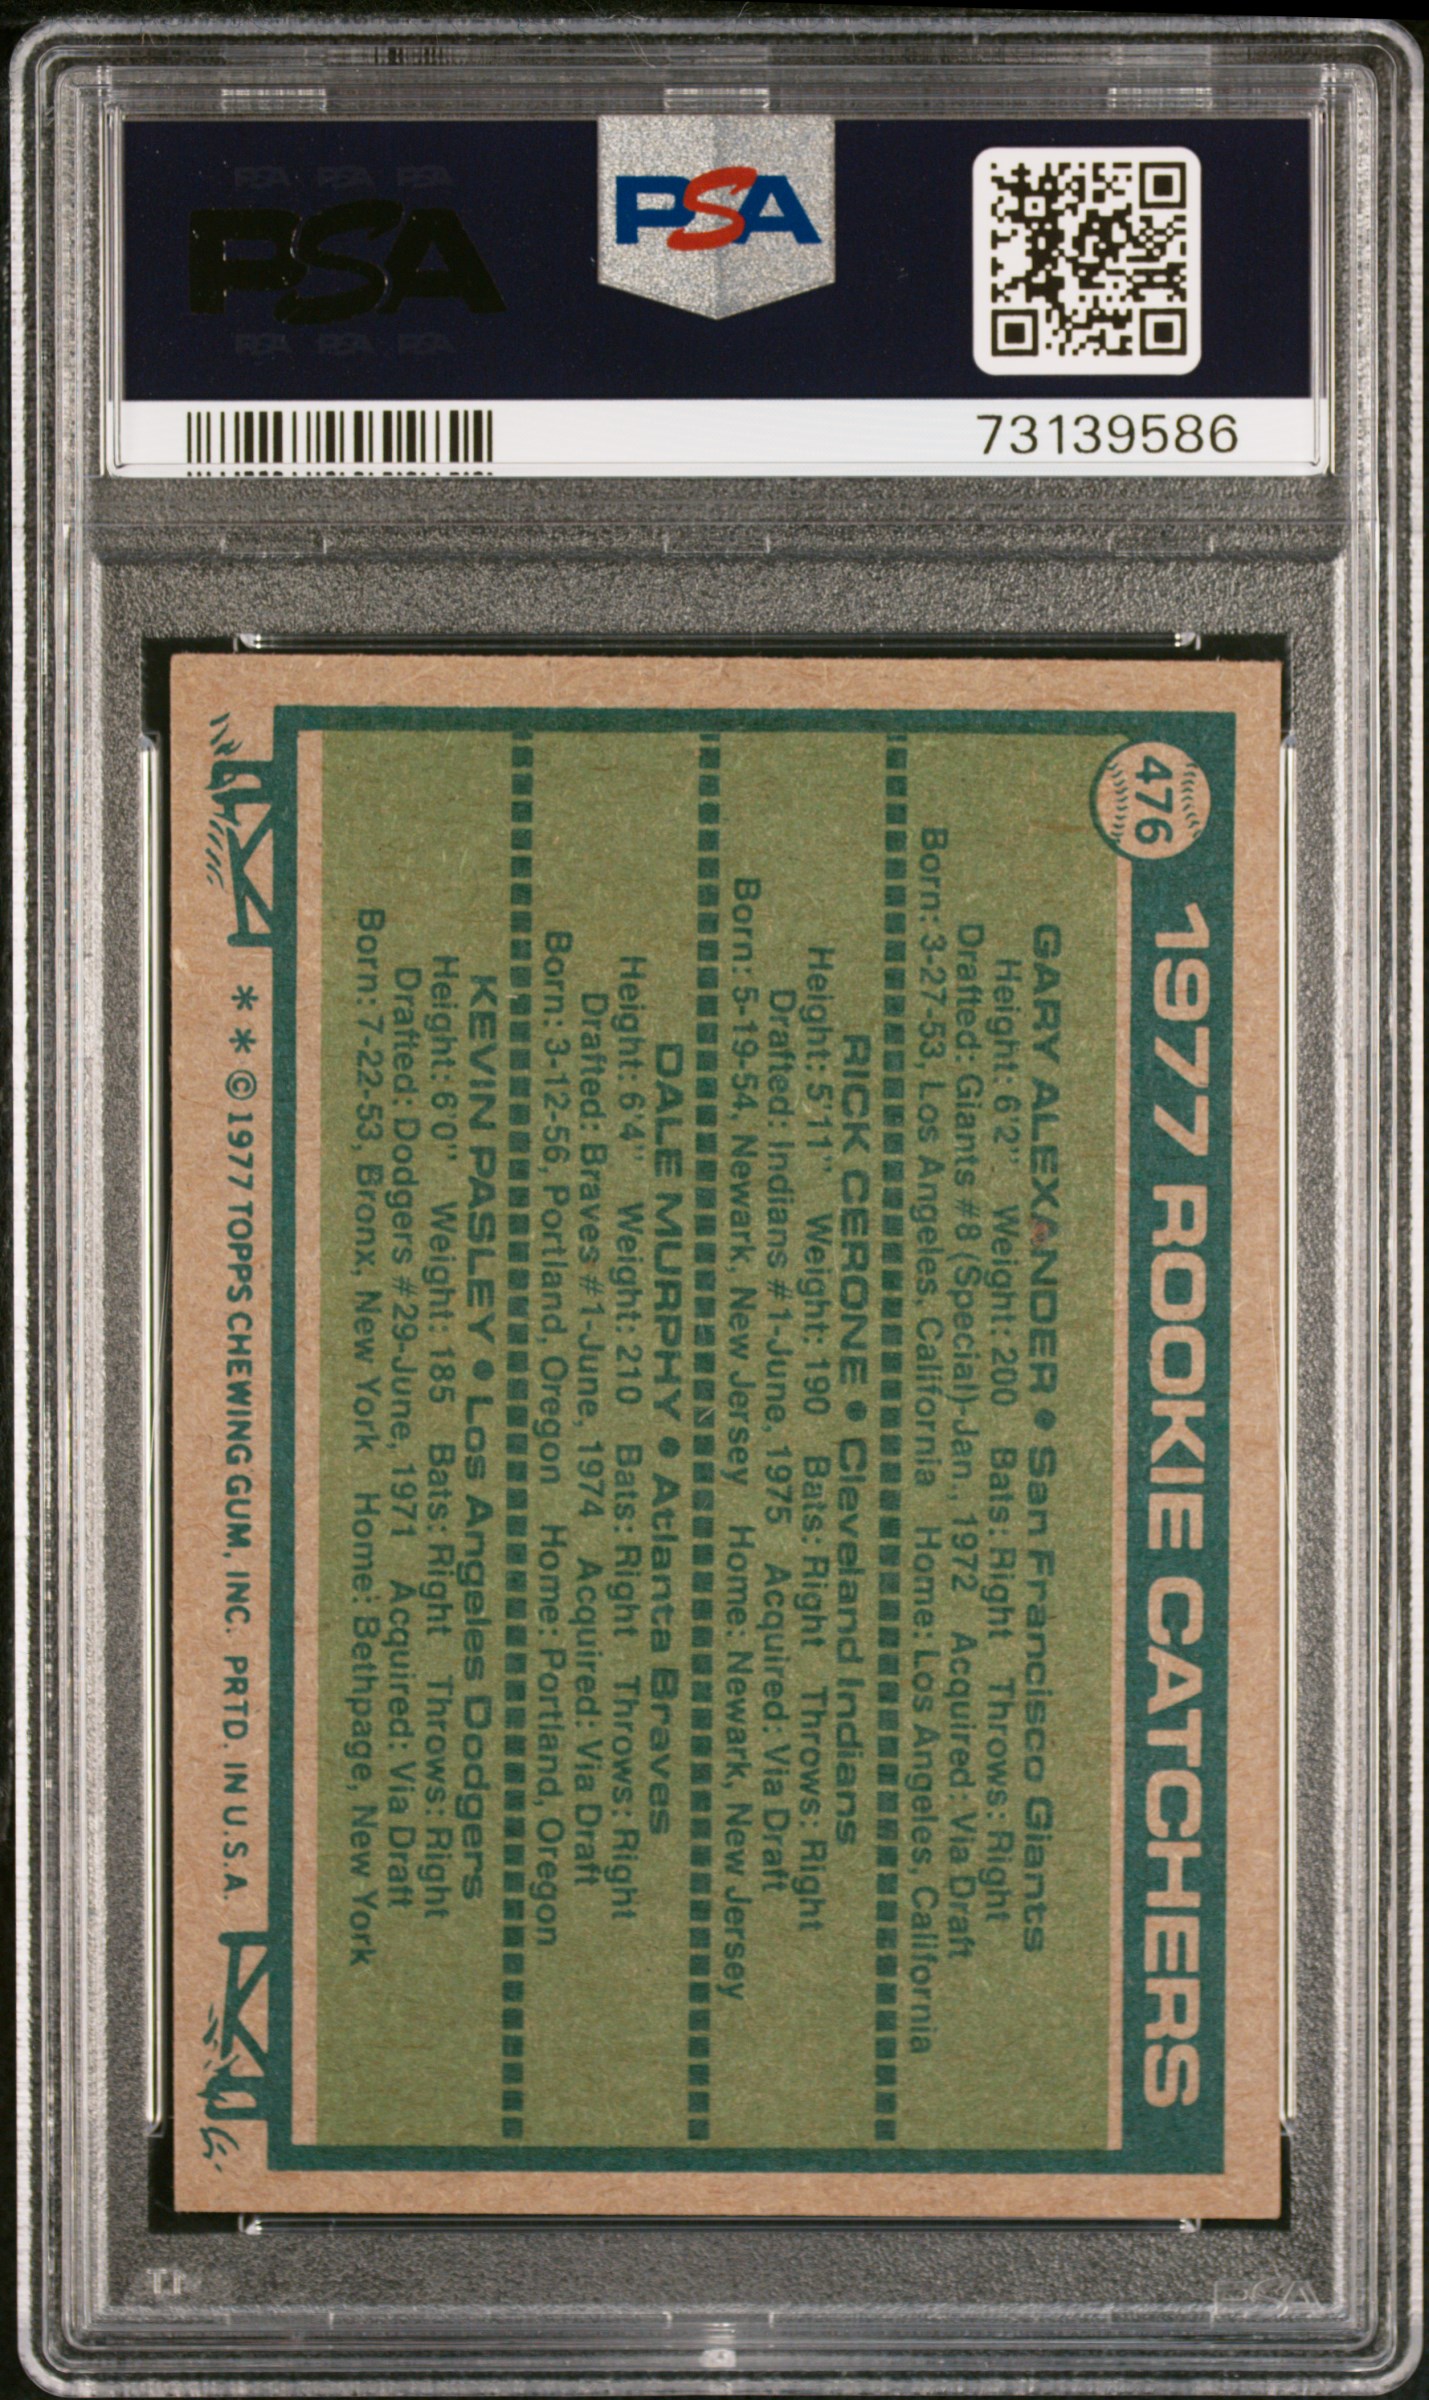 PSA PSA PSA
PSA
PSA PSA PSA
PSA
73139586
476
1977 ROOKIE CATCHERS
GARY ALEXANDER • San Francisco Giants
Height: 6'2" Weight: 200 Bats: Right Throws: Right
Drafted: Giants #8 (Special)-Jan., 1972 Acquired: Via Draft
Born: 3-27-53, Los Angeles, California Home: Los Angeles, California
RICK CERONE • Cleveland Indians
Height: 5'11" Weight: 190 Bats: Right Throws: Right
Drafted: Indians #1-June, 1975 Acquired: Via Draft
Born: 5-19-54, Newark, New Jersey Home: Newark, New Jersey
DALE MURPHY • Atlanta Braves
Height: 6'4" Weight: 210 Bats: Right Throws: Right
Drafted: Braves #1-June, 1974 Acquired: Via Draft
Born: 3-12-56, Portland, Oregon Home: Portland, Oregon
KEVIN PASLEY • Los Angeles Dodgers
Height: 6'0" Weight: 185 Bats: Right Throws: Right
Drafted: Dodgers #29-June, 1971 Acquired: Via Draft
Born: 7-22-53, Bronx, New York Home: Bethpage, New York
** ©1977 TOPPS CHEWING GUM, INC. PRTD. IN U.S.A.
PSA